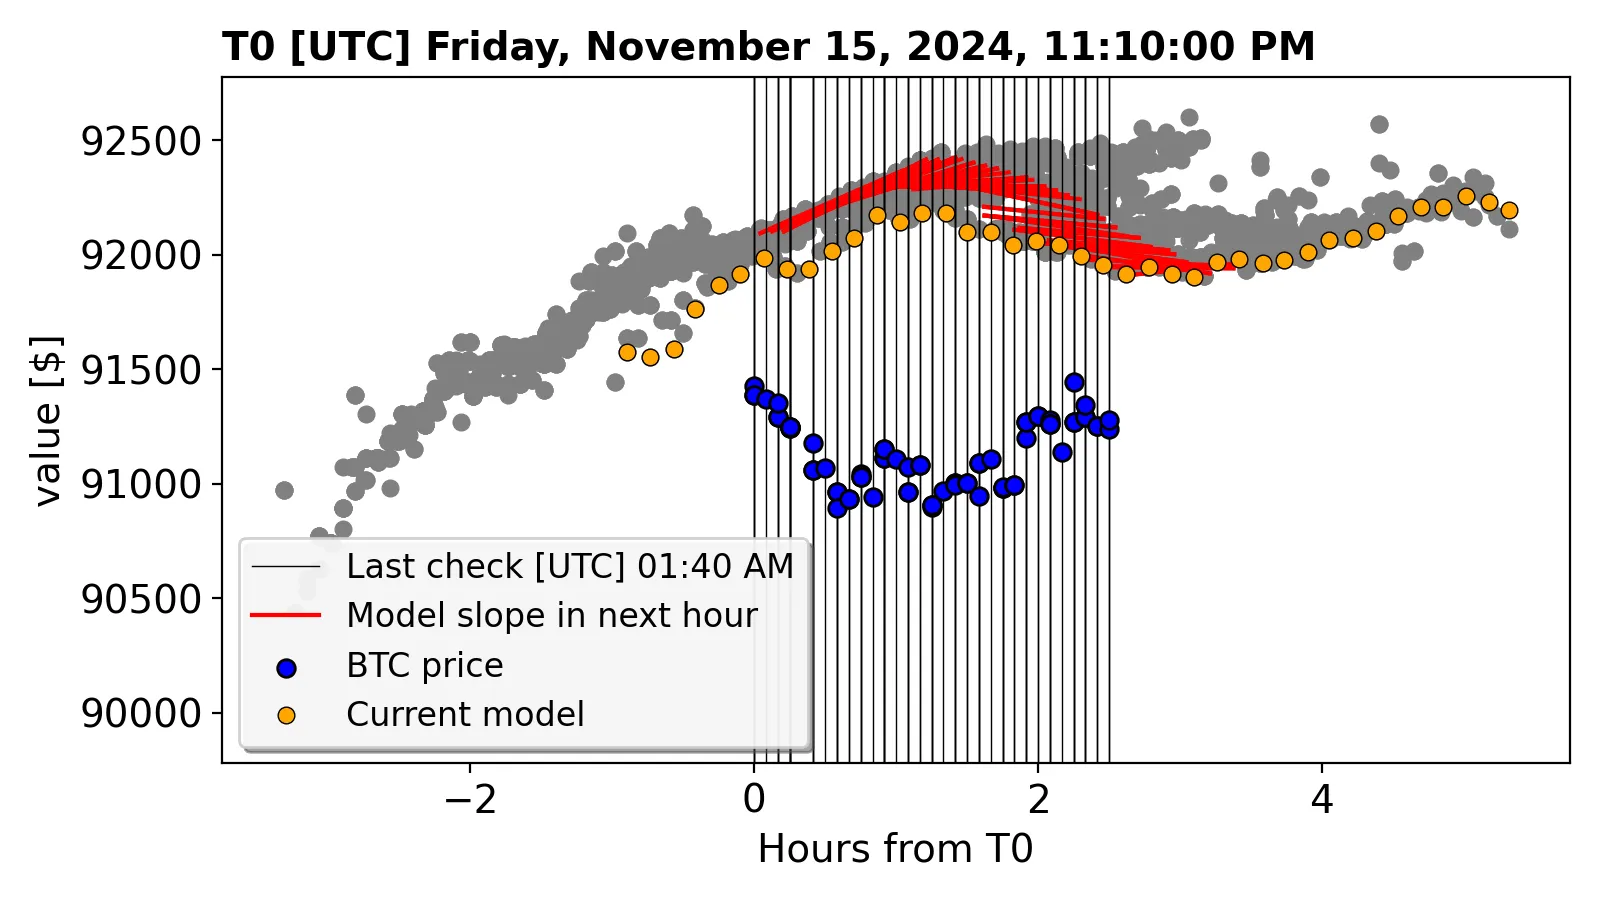 T0 [UTC] Friday, November 15, 2024, 11:10:00 PM
value [$]
92500
92000
91500
91000
90500
90000
Last check [UTC] 01:40 AM
Model slope in next hour
BTC price
Current model
−2 0 2 4
Hours from T0